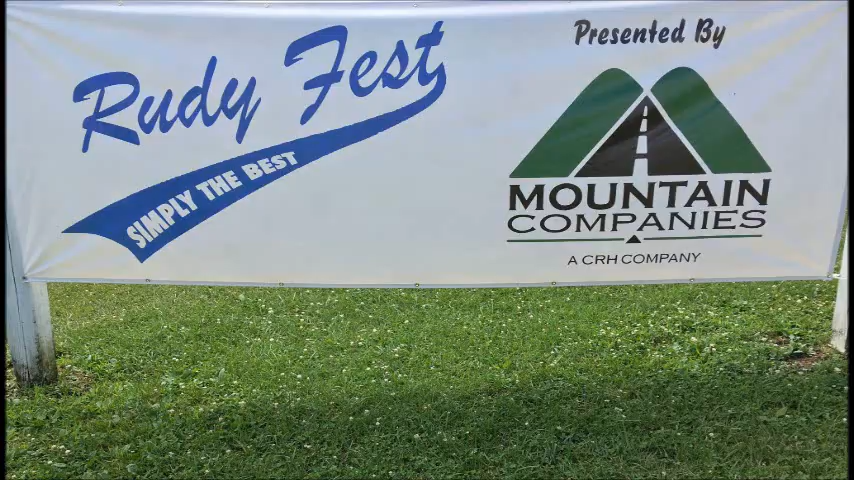 Rudy Fest
SIMPLY THE BEST
Presented By
MOUNTAIN
COMPANIES
A CRH COMPANY